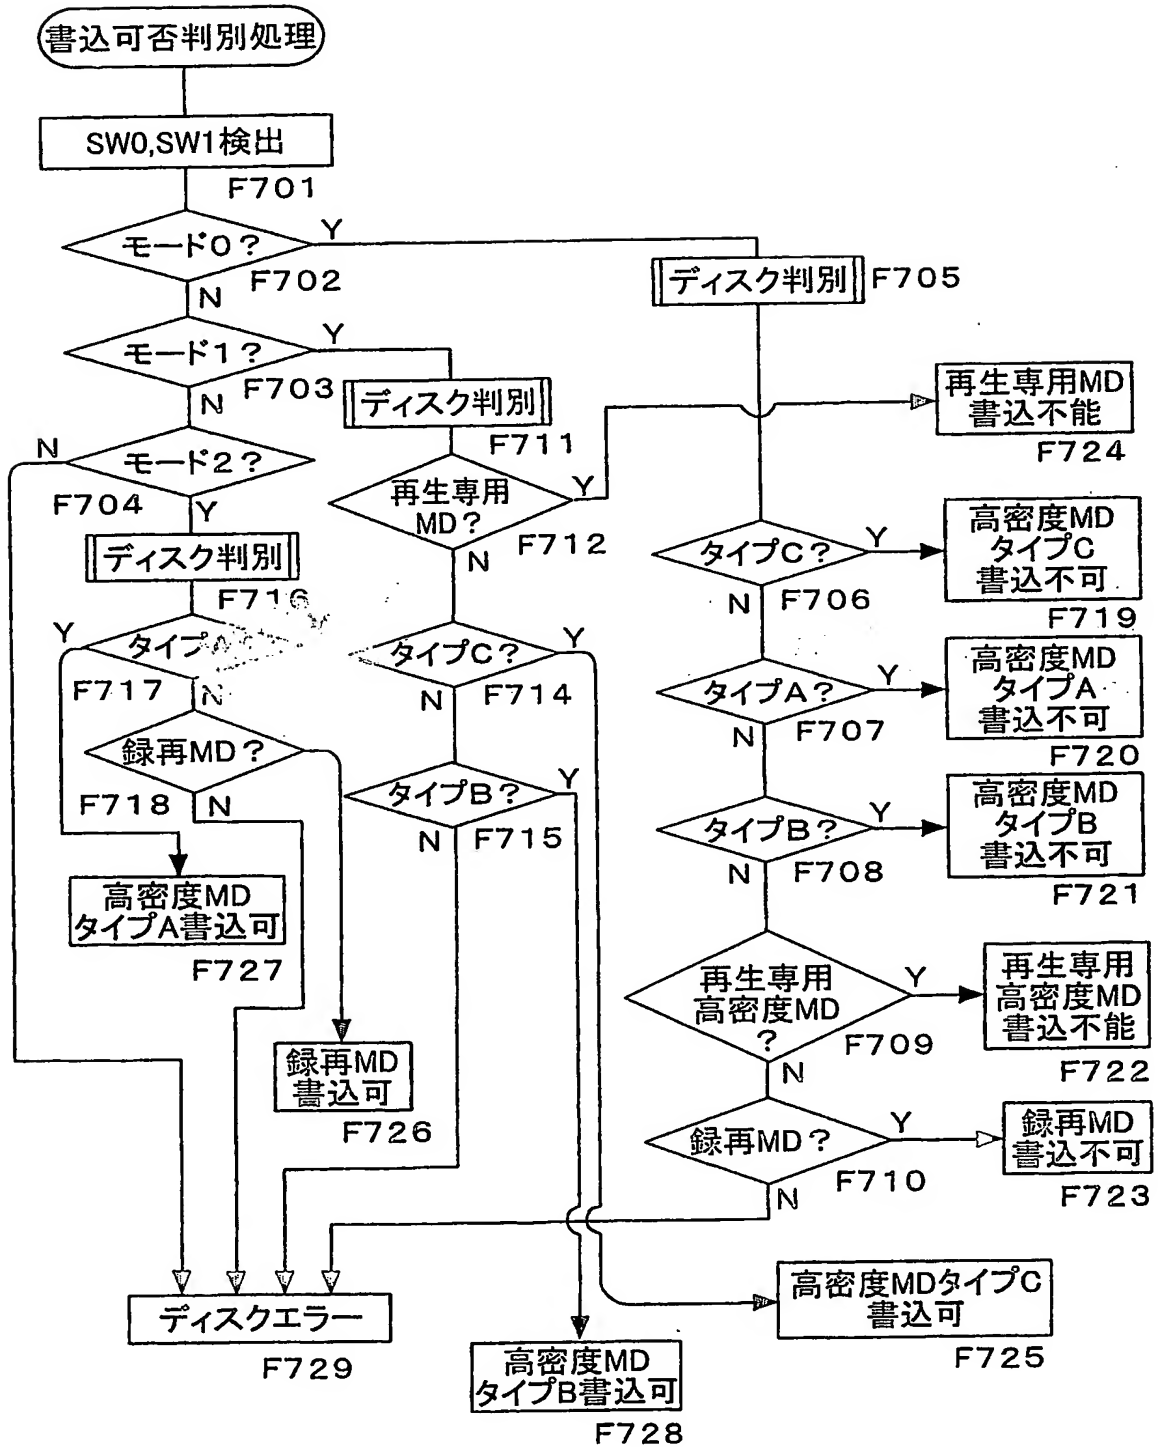 書込可否判別処理
SW0,SW1検出
F701
モード0？
Y
F702
N
ディスク判別
F705
モード1？
Y
F703
N
ディスク判別
F711
再生専用MD
書込不能
F724
モード2？
N
F704
Y
再生専用
MD？
Y
F712
N
ディスク判別
F716
タイプC？
Y
F706
N
高密度MD
タイプC
書込不可
F719
タイプ
Y
F717
N
タイプC？
Y
F714
N
タイプA？
Y
F707
N
高密度MD
タイプA
書込不可
F720
録再MD？
F718
N
タイプB？
Y
F715
N
タイプB？
Y
F708
N
高密度MD
タイプB
書込不可
F721
高密度MD
タイプA書込可
F727
再生専用
高密度MD
？
Y
F709
N
再生専用
高密度MD
書込不能
F722
録再MD
書込可
F726
録再MD？
Y
F710
N
録再MD
書込不可
F723
ディスクエラー
F729
高密度MDタイプC
書込可
F725
高密度MD
タイプB書込可
F728